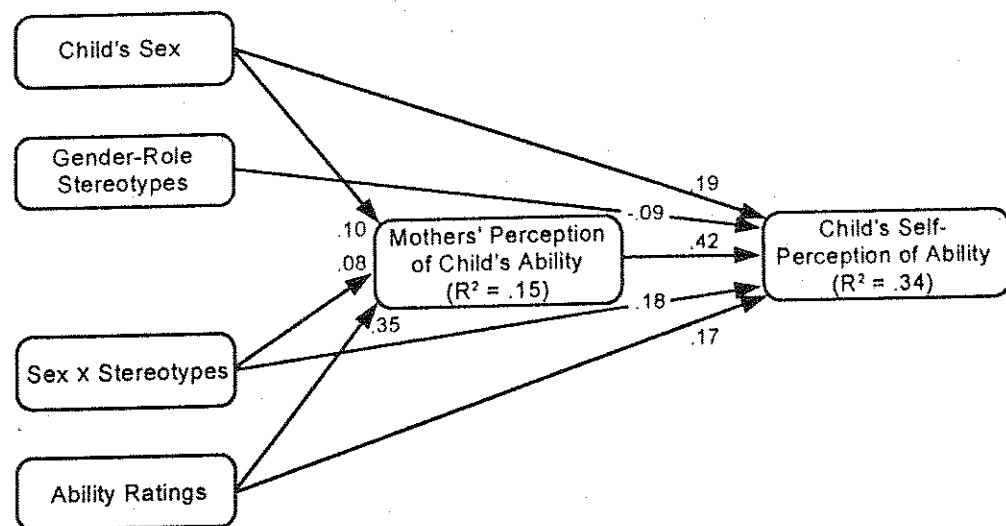 Child's Sex
Gender-Role
Stereotypes
.19
-.09
.10
Mothers' Perception
of Child's Ability
(R² = .15)
.42
Child's Self-
Perception of Ability
(R² = .34)
.08
.18
.35
.17
Sex X Stereotypes
Ability Ratings